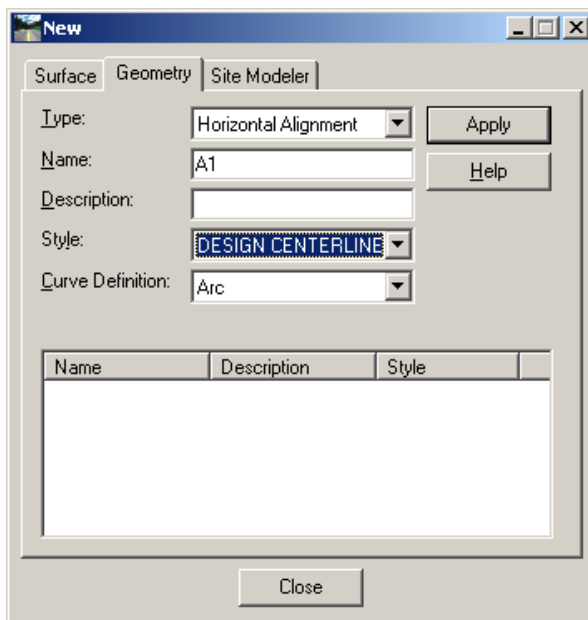 New
Surface Geometry Site Modeler
Type: Horizontal Alignment Apply
Name: A1 Help
Description:
Style: DESIGN CENTERLINE
Curve Definition: Arc
Name Description Style
Close